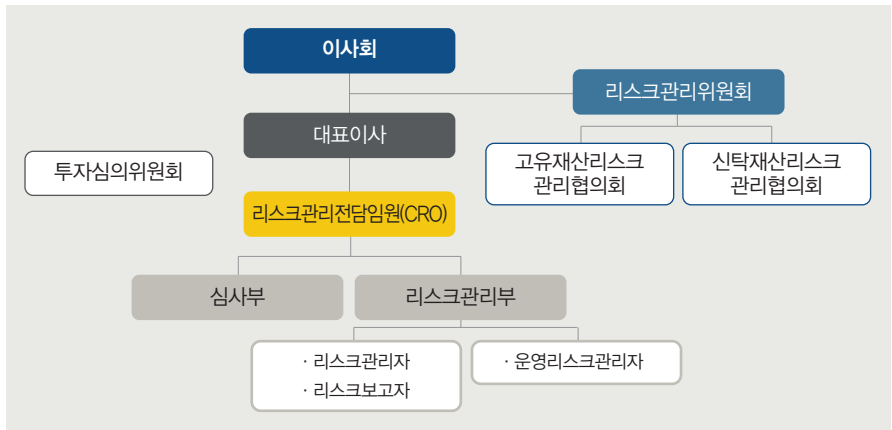 이사회
리스크관리위원회
대표이사
고유재산리스크
관리협의회
신탁재산리스크
관리협의회
투자심의위원회
리스크관리전담임원(CRO)
심사부
리스크관리부
· 리스크관리자
· 리스크보고자
· 운영리스크관리자